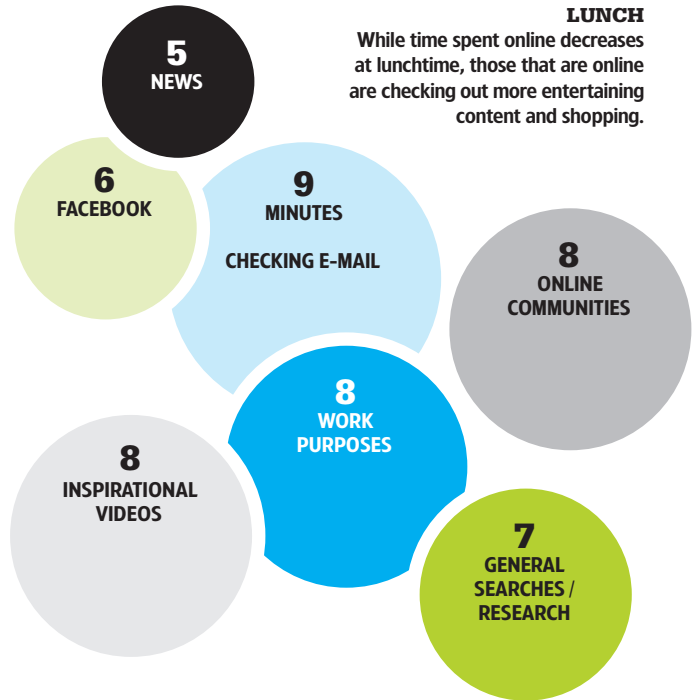 LUNCH
While time spent online decreases
at lunchtime, those that are online
are checking out more entertaining
content and shopping.
5
NEWS
6
FACEBOOK
9
MINUTES
CHECKING E-MAIL
8
ONLINE
COMMUNITIES
8
WORK
PURPOSES
8
INSPIRATIONAL
VIDEOS
7
GENERAL
SEARCHES /
RESEARCH